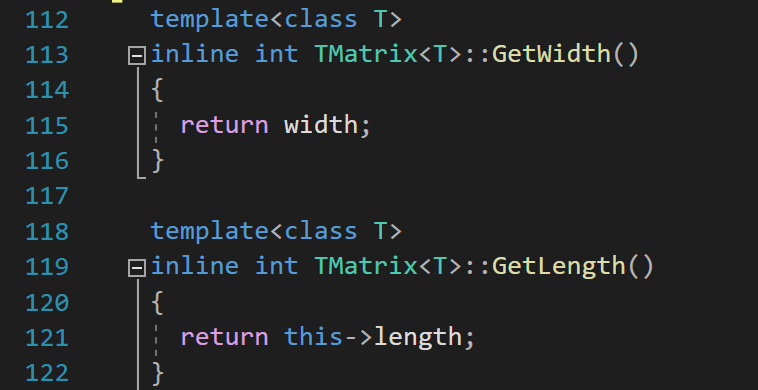 112 template<class T>
113 inline int TMatrix<T>::GetWidth()
114 {
115 return width;
116 }
117
118 template<class T>
119 inline int TMatrix<T>::GetLength()
120 {
121 return this->length;
122 }